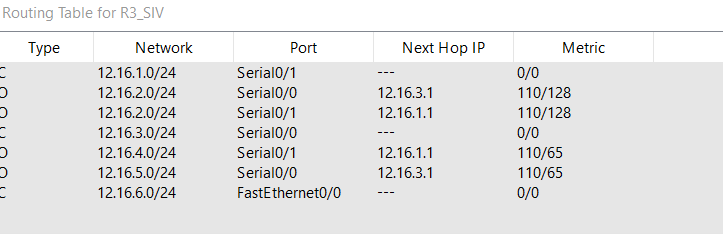 Routing Table for R3_SIV
Type Network Port Next Hop IP Metric
C 12.16.1.0/24 Serial0/1 --- 0/0
O 12.16.2.0/24 Serial0/0 12.16.3.1 110/128
O 12.16.2.0/24 Serial0/1 12.16.1.1 110/128
C 12.16.3.0/24 Serial0/0 --- 0/0
O 12.16.4.0/24 Serial0/1 12.16.1.1 110/65
O 12.16.5.0/24 Serial0/0 12.16.3.1 110/65
C 12.16.6.0/24 FastEthernet0/0 --- 0/0